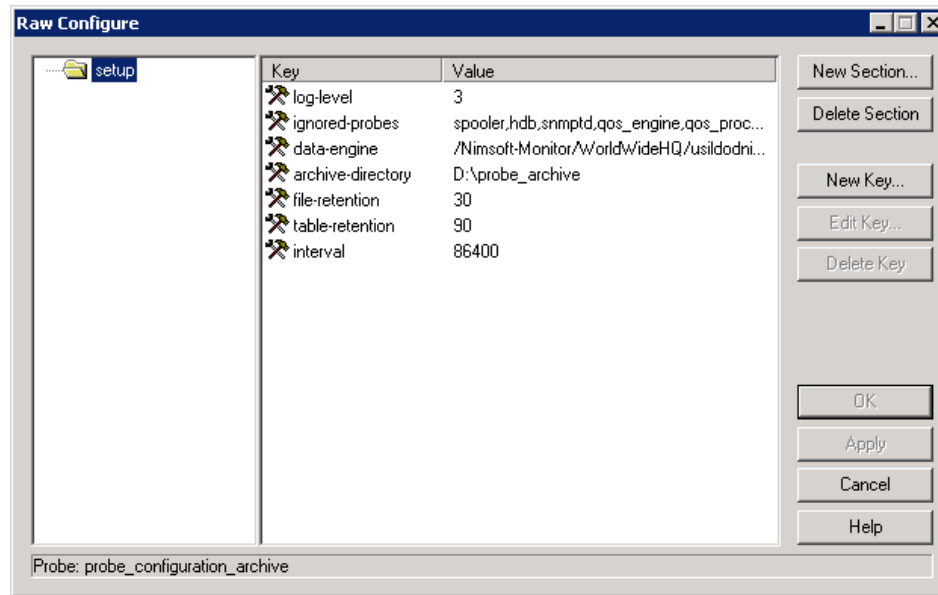 Raw Configure
setup
Key Value
log-level 3
ignored-probes spooler,hdb,snmptd,qos_engine,qos_proc...
data-engine /Nimsoft-Monitor/WorldWideHQ/usildodni...
archive-directory D:\probe_archive
file-retention 30
table-retention 90
interval 86400
New Section...
Delete Section
New Key...
Edit Key...
Delete Key
OK
Apply
Cancel
Help
Probe: probe_configuration_archive